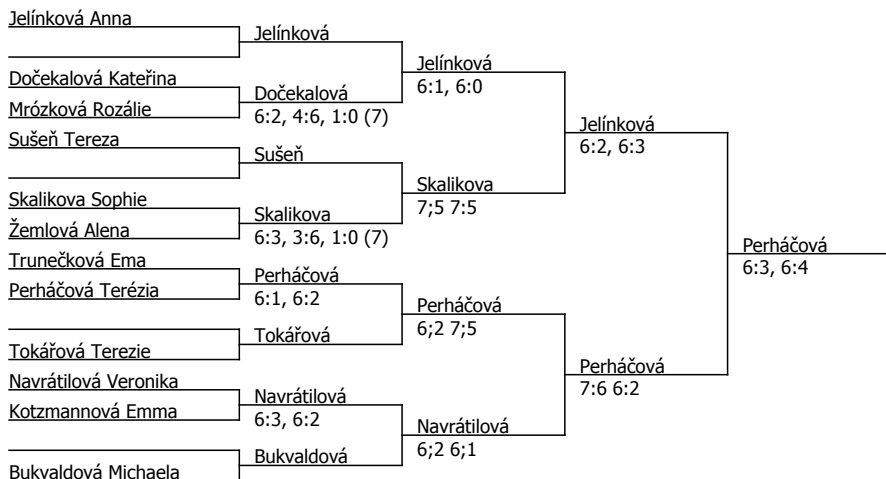 Jelínková Anna
Dočekalová Kateřina
Mrózková Rozálie
Sušeň Tereza
Skalikova Sophie
Žemlová Alena
Trunečková Ema
Perháčová Terézia
Tokářová Terezie
Navrátilová Veronika
Kotzmannová Emma
Bukvaldová Michaela
Jelínková
Dočekalová
6:2, 4:6, 1:0 (7)
Sušeň
Skalikova
6:3, 3:6, 1:0 (7)
Perháčová
6:1, 6:2
Tokářová
Navrátilová
6:3, 6:2
Bukvaldová
Jelínková
6:1, 6:0
Skalikova
7;5 7:5
Perháčová
6;2 7;5
Navrátilová
6;2 6;1
Jelínková
6:2, 6:3
Perháčová
7:6 6:2
Perháčová
6:3, 6:4